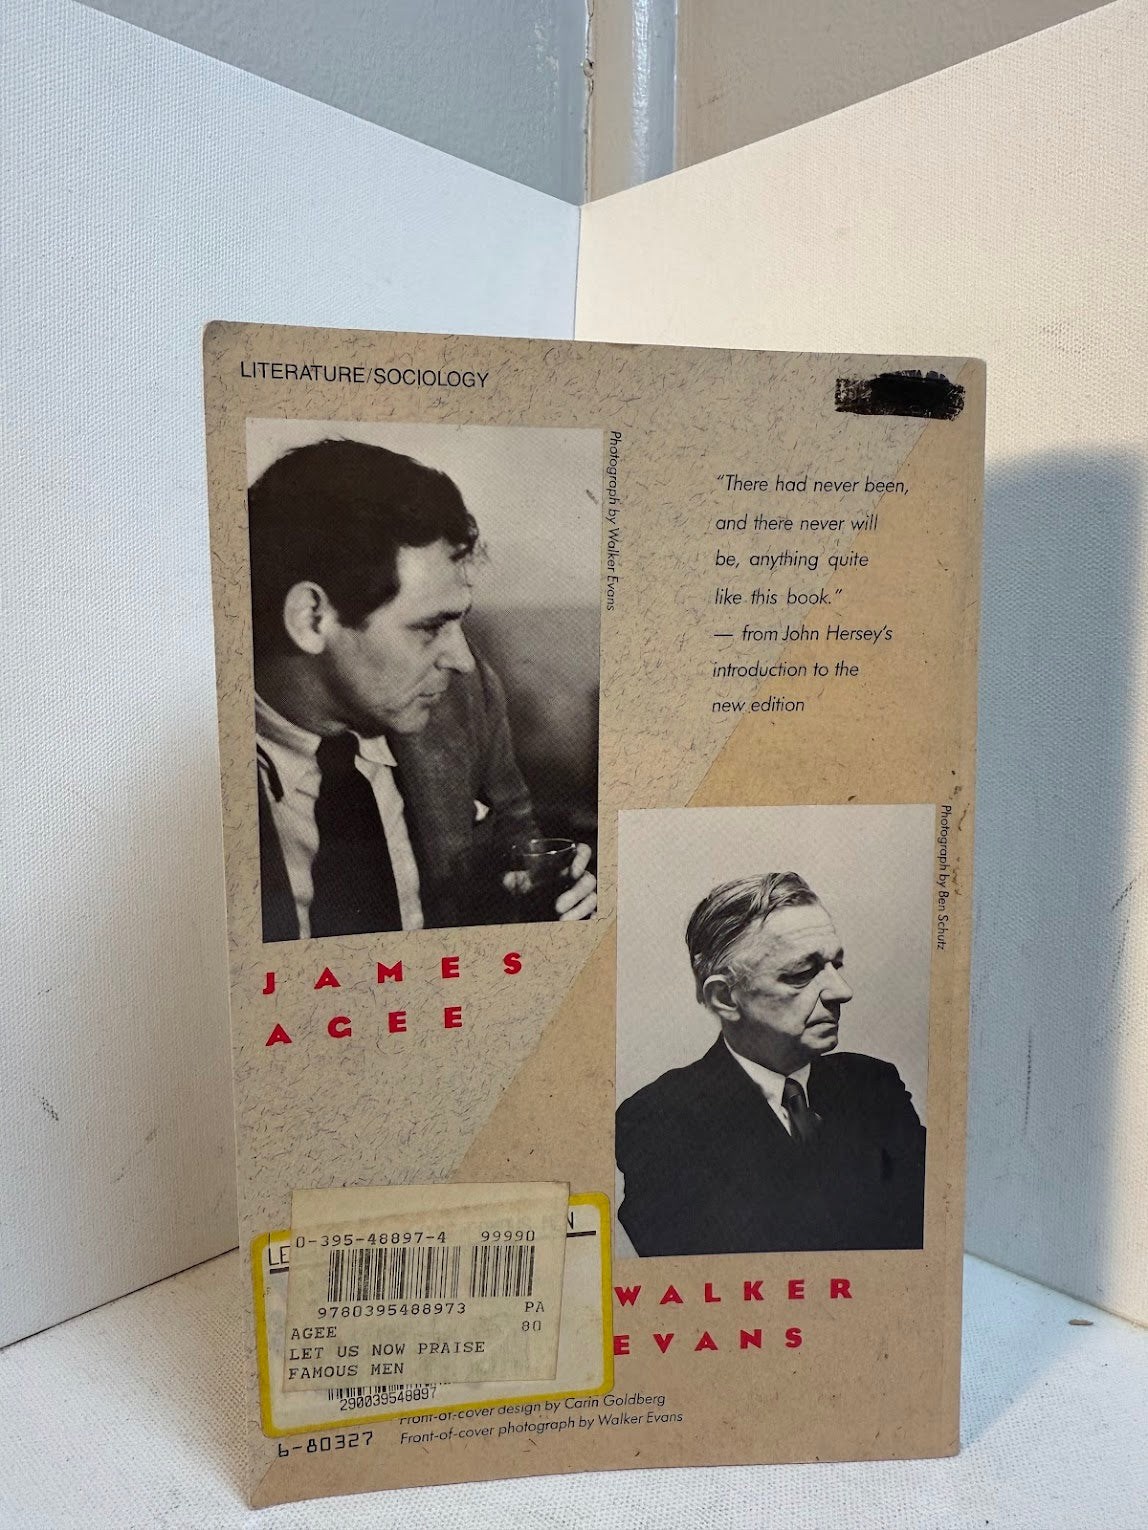 LITERATURE/SOCIOLOGY
Photograph by Walker Evans
“There had never been,
and there never will
be, anything quite
like this book.”
— from John Hersey’s
introduction to the
new edition
JAMES
AGEE
Photograph by Ben Schutz
WALKER
EVANS
0-395-48897-4 99990
9780395488973 PA
AGEE 80
LET US NOW PRAISE
FAMOUS MEN
290039548897
Front-of-cover design by Carin Goldberg
Front-of-cover photograph by Walker Evans
6-80327